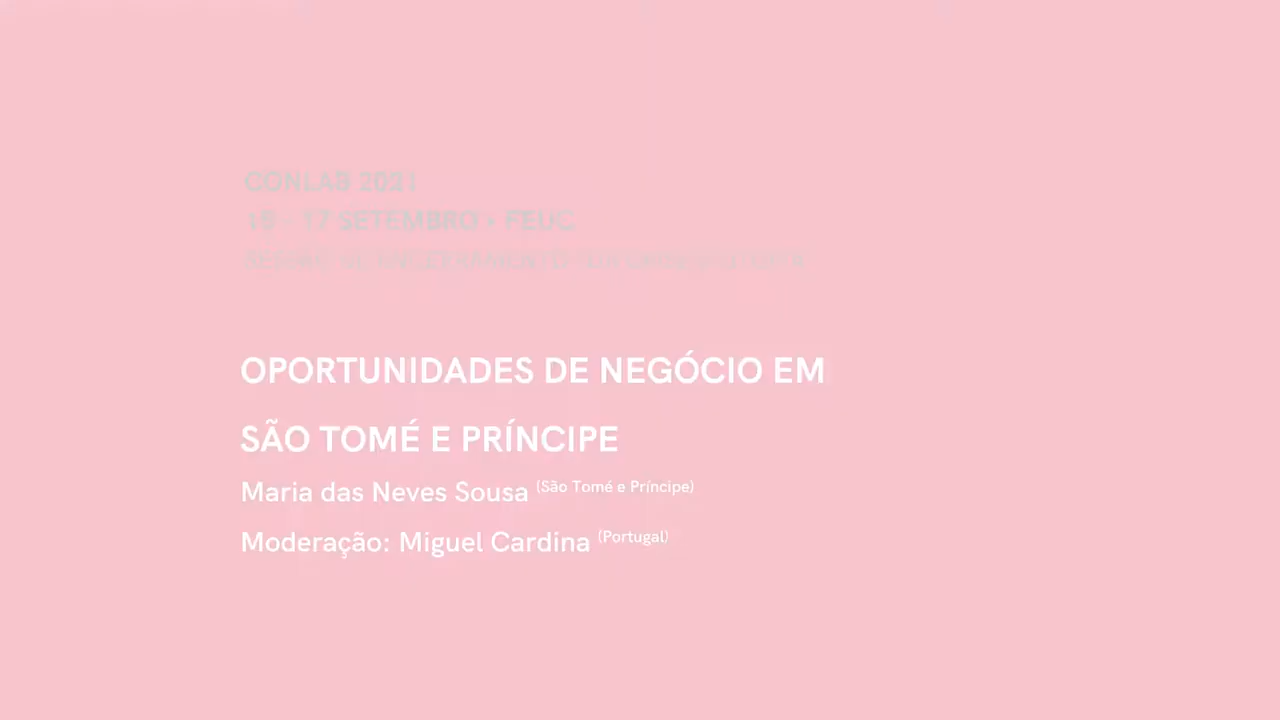 CONLAB 2021
- 17 SETEMBRO • FEUC
OPORTUNIDADES DE NEGÓCIO EM
SÃO TOMÉ E PRÍNCIPE
Maria das Neves Sousa (São Tomé e Príncipe)
Moderação: Miguel Cardina (Portugal)